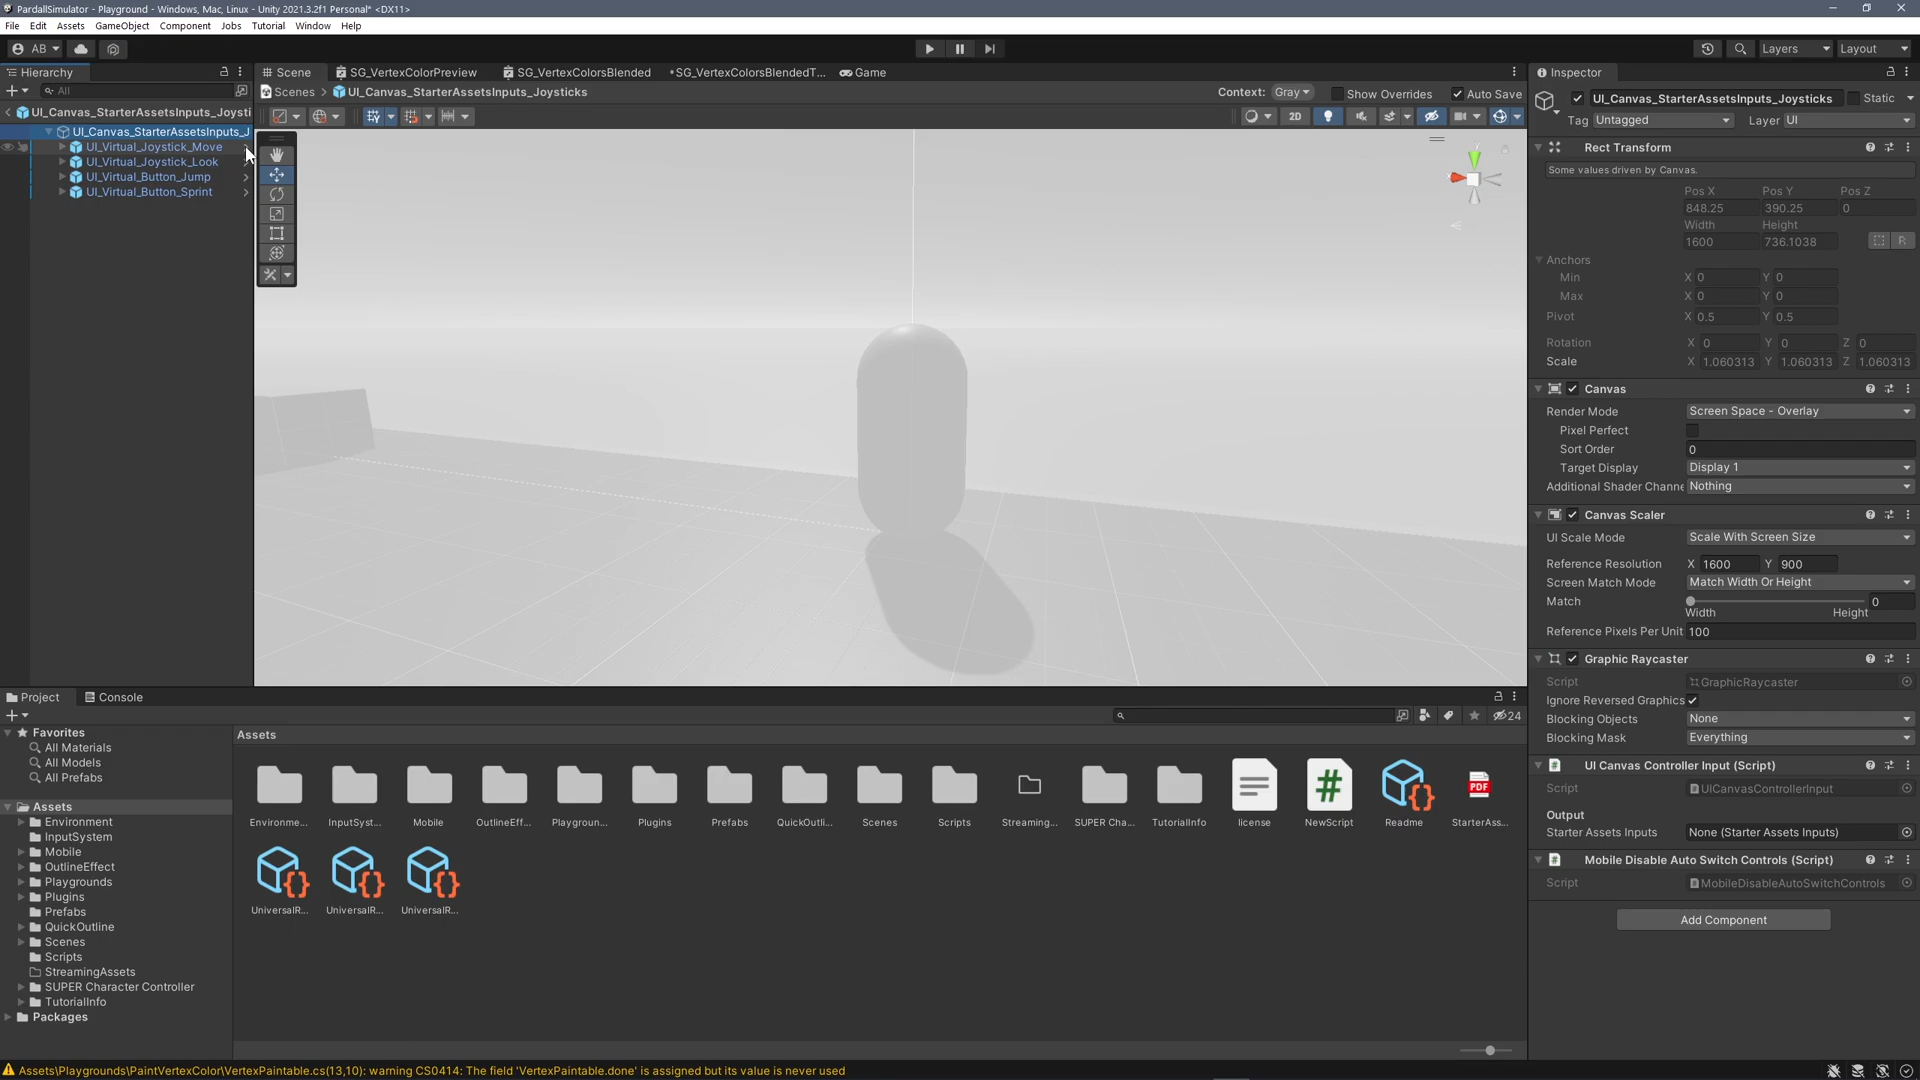 PardallSimulator - Playground - Windows, Mac, Linux - Unity 2021.3.2f1 Personal* <DX11>
File Edit Assets GameObject Component Jobs Tutorial Window Help
AB Layers Layout
Hierarchy
All
UI_Canvas_StarterAssetsInputs_Joysti
UI_Canvas_StarterAssetsInputs_J
UI_Virtual_Joystick_Move
UI_Virtual_Joystick_Look
UI_Virtual_Button_Jump
UI_Virtual_Button_Sprint
Scene SG_VertexColorPreview SG_VertexColorsBlended *SG_VertexColorsBlendedT... Game
Scenes UI_Canvas_StarterAssetsInputs_Joysticks Context: Gray Show Overrides Auto Save
2D
Inspector
UI_Canvas_StarterAssetsInputs_Joysticks Static
Tag Untagged Layer UI
Rect Transform
Some values driven by Canvas.
Pos X Pos Y Pos Z
848.25 390.25 0
Width Height
1600 736.1038 R
Anchors
Min X 0 Y 0
Max X 0 Y 0
Pivot X 0.5 Y 0.5
Rotation X 0 Y 0 Z 0
Scale X 1.060313 Y 1.060313 Z 1.060313
Canvas
Render Mode Screen Space - Overlay
Pixel Perfect
Sort Order 0
Target Display Display 1
Additional Shader Channe Nothing
Canvas Scaler
UI Scale Mode Scale With Screen Size
Reference Resolution X 1600 Y 900
Screen Match Mode Match Width Or Height
Match 0
Width Height
Reference Pixels Per Unit 100
Graphic Raycaster
Script GraphicRaycaster
Ignore Reversed Graphics
Blocking Objects None
Blocking Mask Everything
UI Canvas Controller Input (Script)
Script UICanvasControllerInput
Output
Starter Assets Inputs None (Starter Assets Inputs)
Mobile Disable Auto Switch Controls (Script)
Script MobileDisableAutoSwitchControls
Add Component
Project Console
24
Favorites
All Materials
All Models
All Prefabs
Assets
Environment
InputSystem
Mobile
OutlineEffect
Playgrounds
Plugins
Prefabs
QuickOutline
Scenes
Scripts
StreamingAssets
SUPER Character Controller
TutorialInfo
Packages
Assets
PDF
Environme... InputSyst... Mobile OutlineEff... Playgroun... Plugins Prefabs QuickOutli... Scenes Scripts Streaming... SUPER Cha... TutorialInfo license NewScript Readme StarterAss...
UniversalR... UniversalR... UniversalR...
Assets\Playgrounds\PaintVertexColor\VertexPaintable.cs(13,10): warning CS0414: The field 'VertexPaintable.done' is assigned but its value is never used